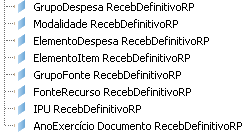 GrupoDespesa RecebDefinitivoRP
Modalidade RecebDefinitivoRP
ElementoDespesa RecebDefinitivoRP
ElementoItem RecebDefinitivoRP
GrupoFonte RecebDefinitivoRP
FonteRecurso RecebDefinitivoRP
IPU RecebDefinitivoRP
AnoExercício Documento RecebDefinitivoRP